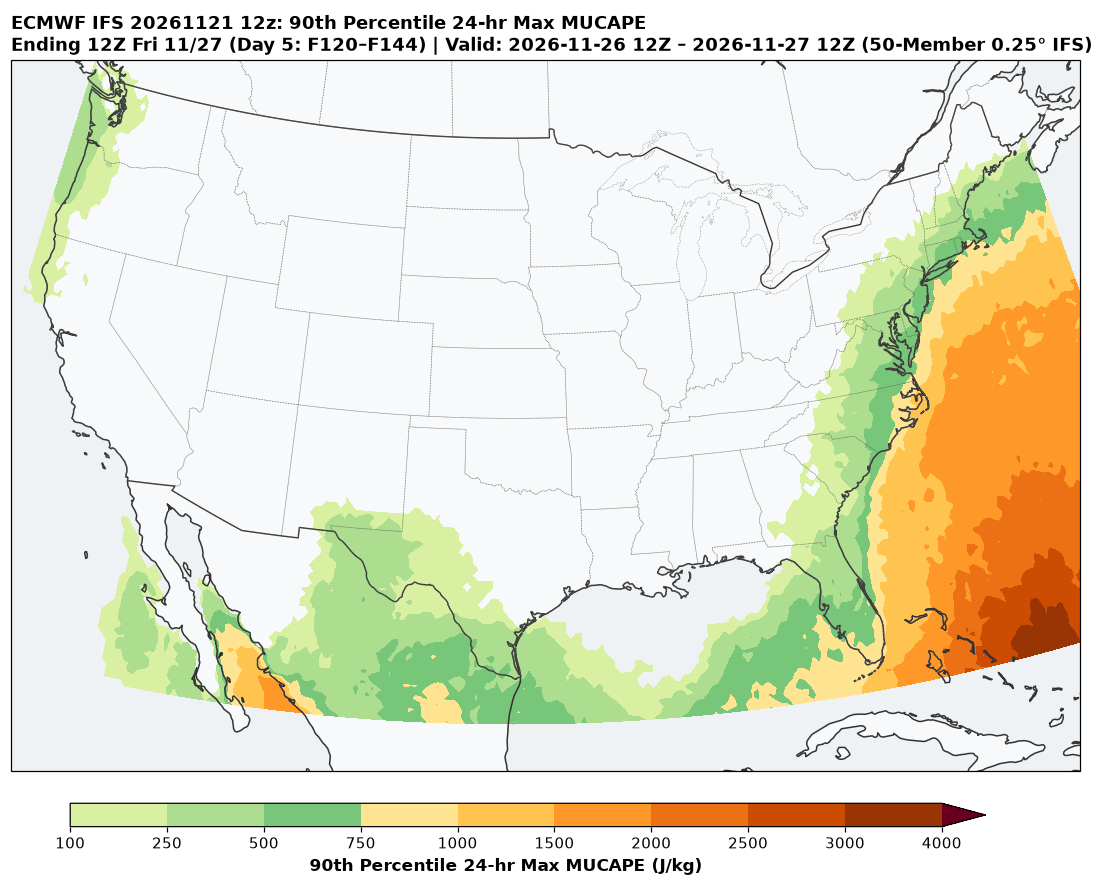 ECMWF IFS 20261121 12z: 90th Percentile 24-hr Max MUCAPE
Ending 12Z Fri 11/27 (Day 5: F120–F144) | Valid: 2026-11-26 12Z – 2026-11-27 12Z (50-Member 0.25° IFS)
100 250 500 750 1000 1500 2000 2500 3000 4000
90th Percentile 24-hr Max MUCAPE (J/kg)